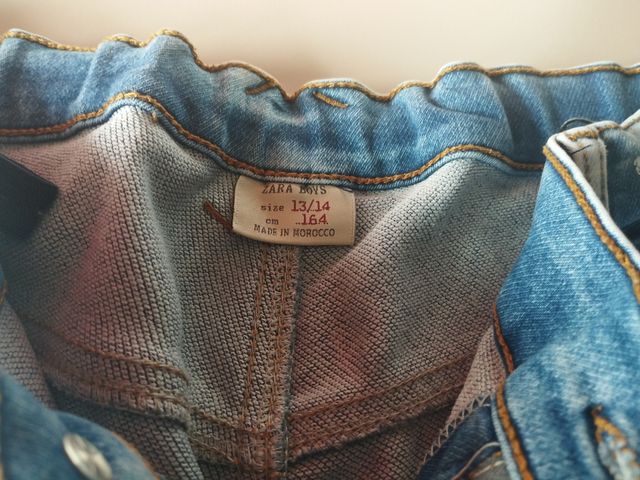 ZARA BOYS
size 13/14
cm ..164
MADE IN MOROCCO